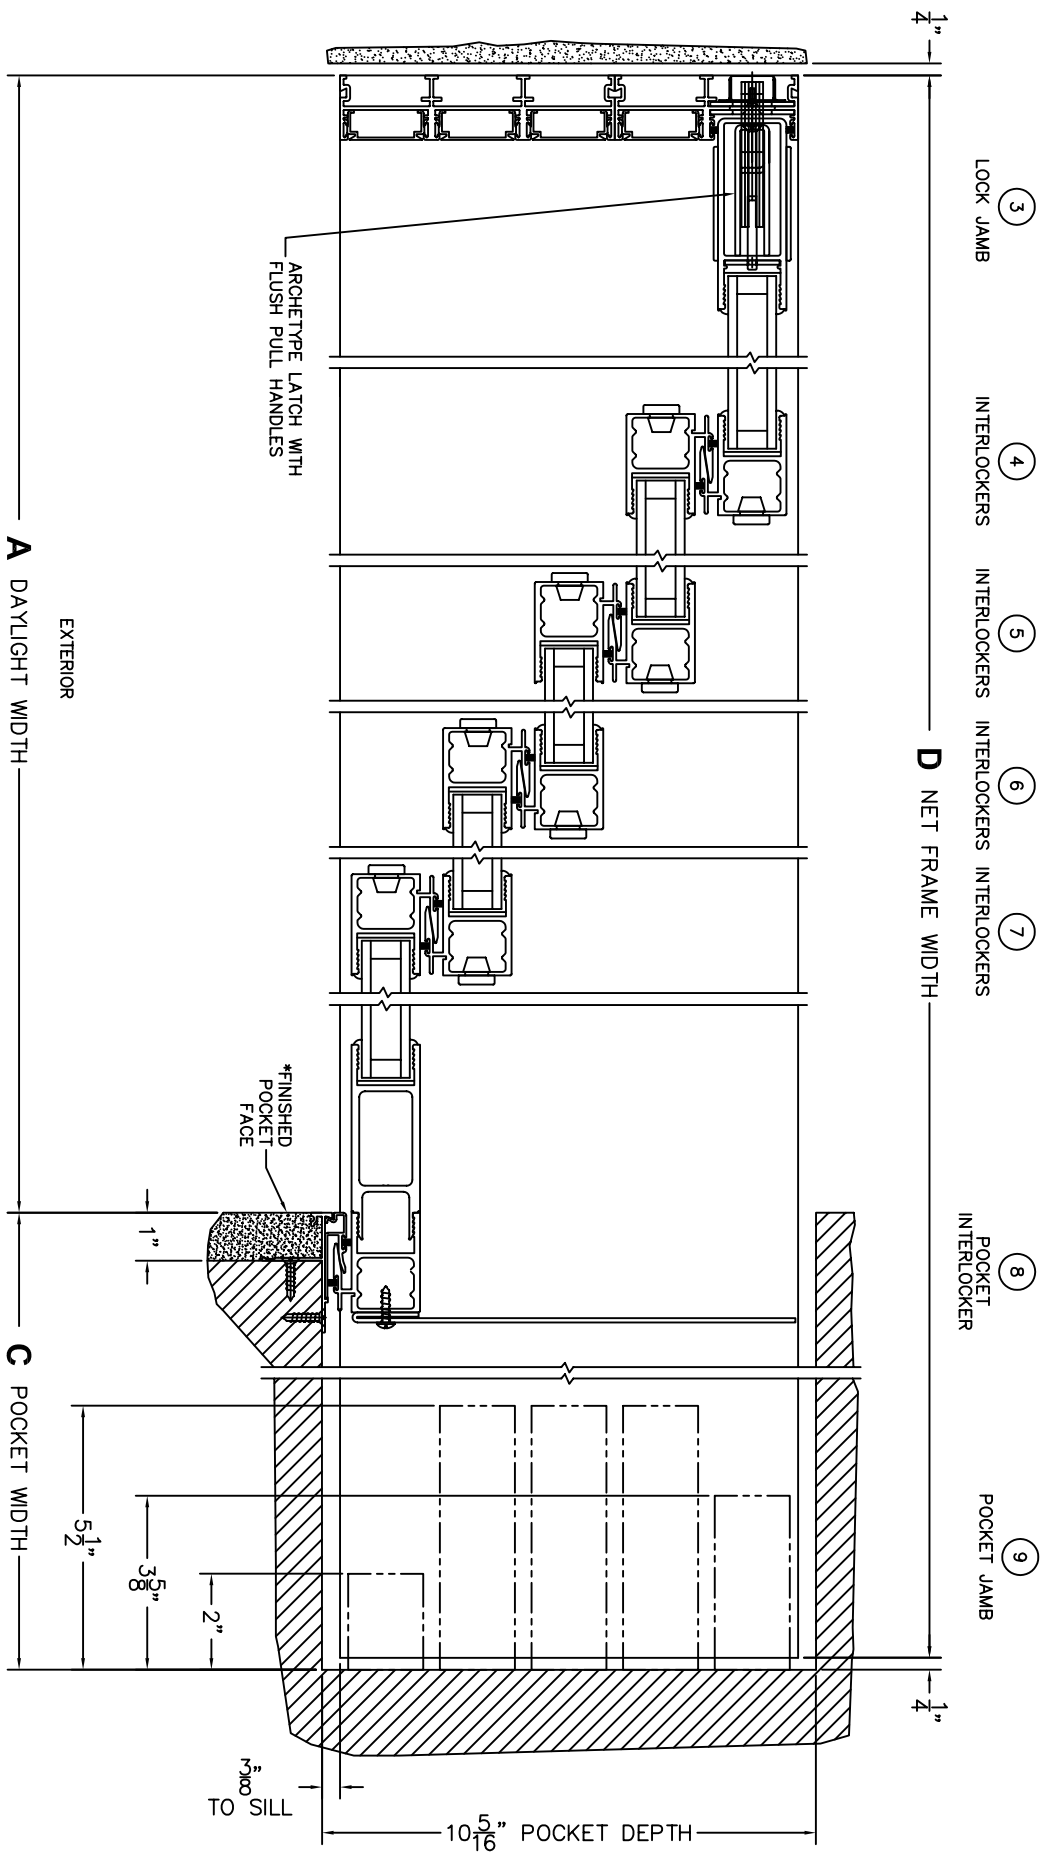 1/4"
3
LOCK JAMB
4
INTERLOCKERS
5
INTERLOCKERS
6
INTERLOCKERS
7
INTERLOCKERS
8
POCKET
INTERLOCKER
9
POCKET JAMB
D NET FRAME WIDTH
1/4"
ARCHETYPE LATCH WITH
FLUSH PULL HANDLES
*FINISHED
POCKET
FACE
1"
2"
3 5/8"
5 1/2"
3/8"
TO SILL
10 5/16" POCKET DEPTH
EXTERIOR
A DAYLIGHT WIDTH
C POCKET WIDTH